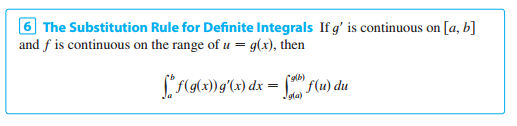 6 The Substitution Rule for Definite Integrals If g′ is continuous on [a, b]
and f is continuous on the range of u = g(x), then
∫ₐᵇ f(g(x)) g′(x) dx = ∫_{g(a)}^{g(b)} f(u) du